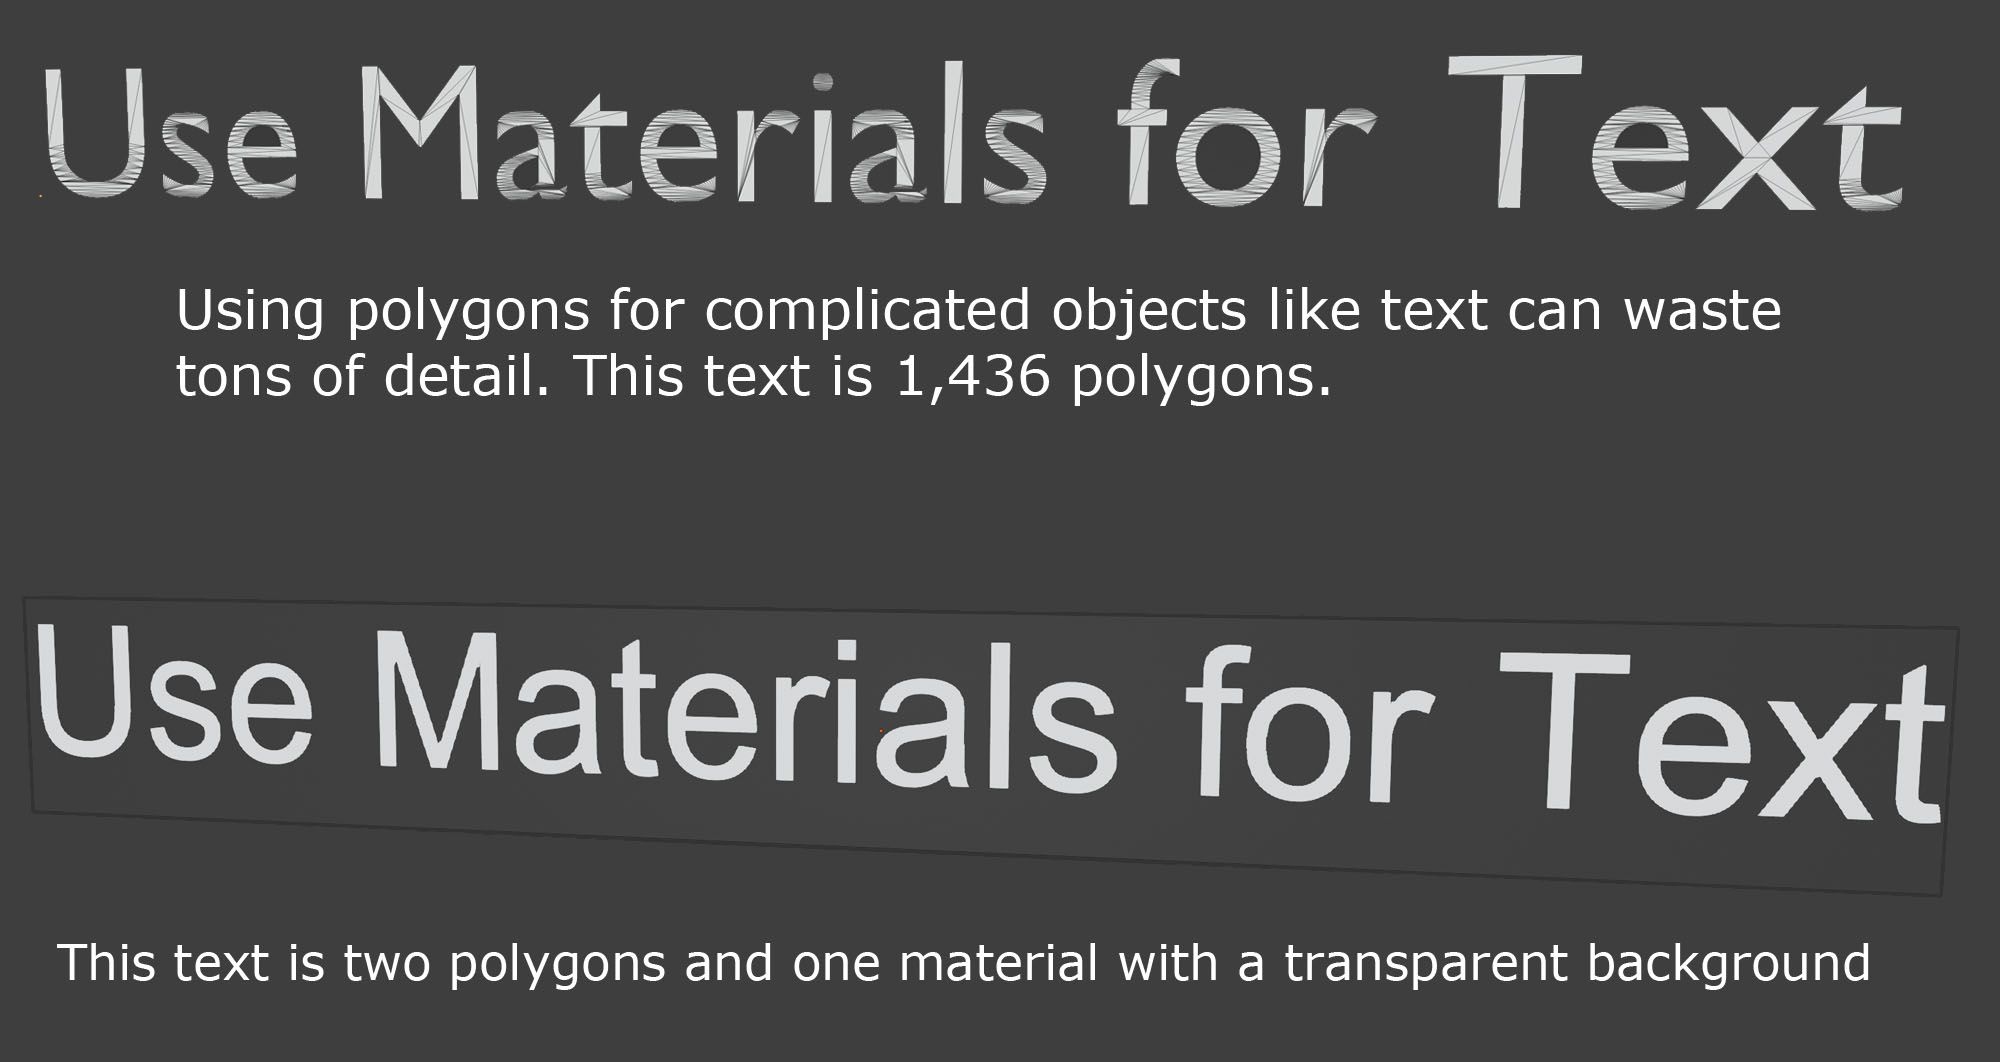 Use Materials for Text
Using polygons for complicated objects like text can waste
tons of detail. This text is 1,436 polygons.
Use Materials for Text
This text is two polygons and one material with a transparent background